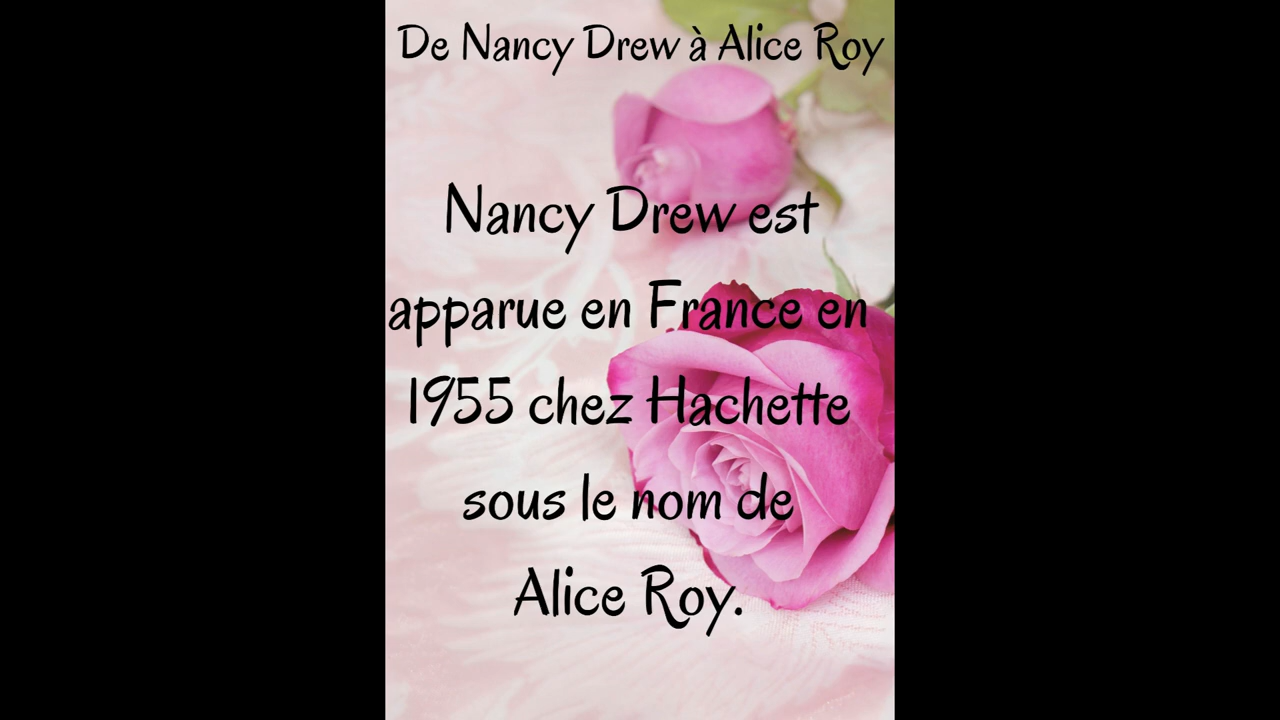 De Nancy Drew à Alice Roy
Nancy Drew est
apparue en France en
1955 chez Hachette
sous le nom de
Alice Roy.